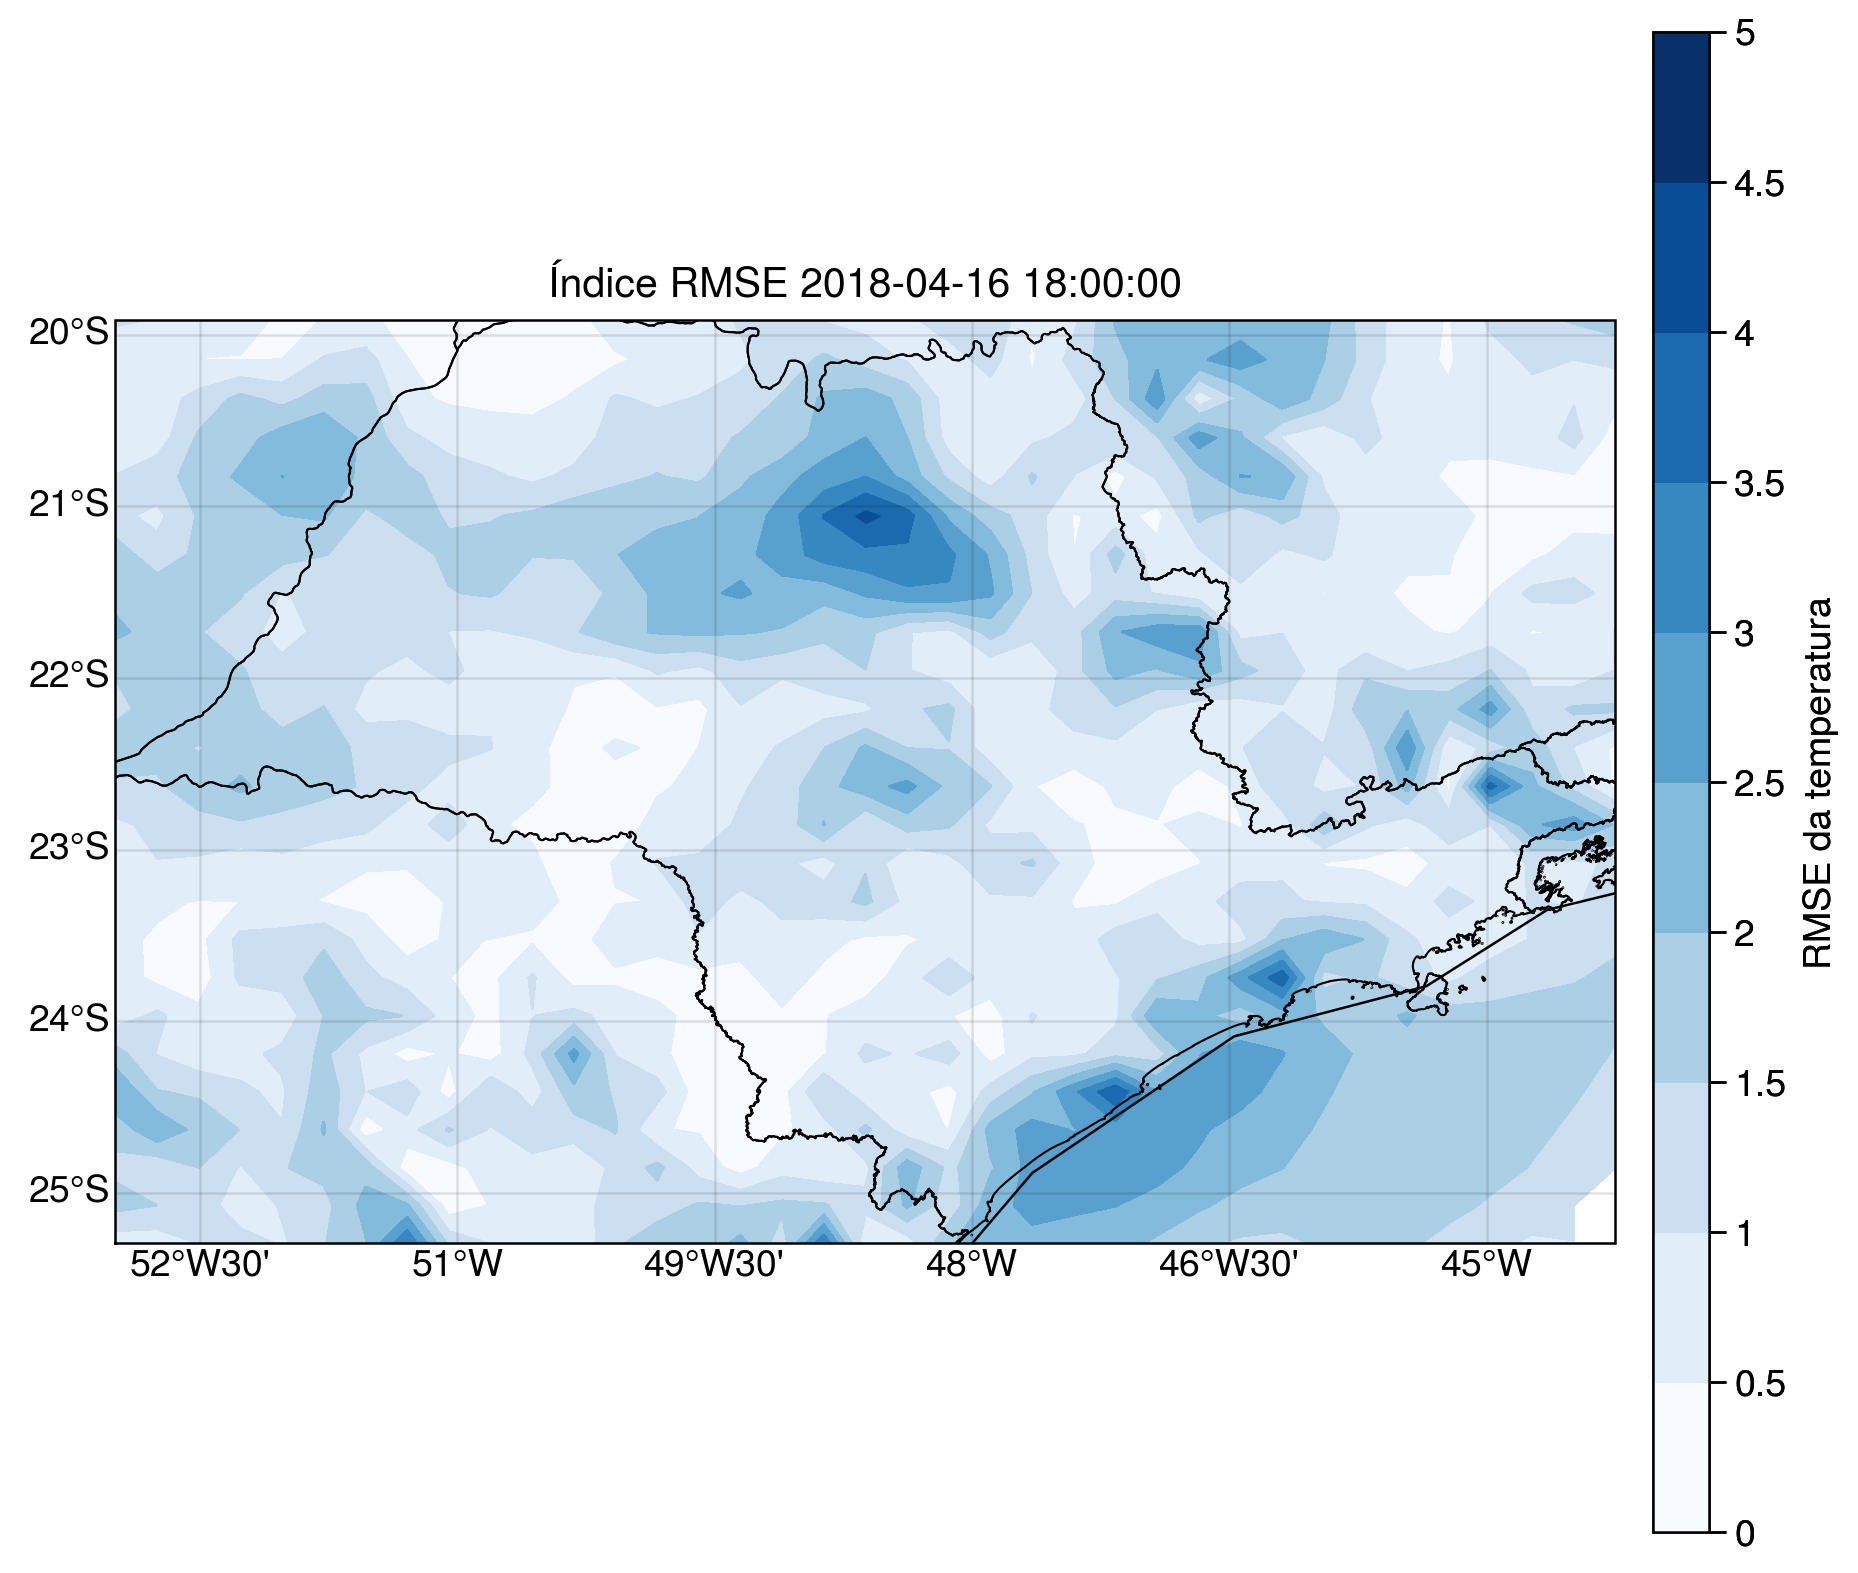 Índice RMSE 2018-04-16 18:00:00
20°S
21°S
22°S
23°S
24°S
25°S
52°W30'
51°W
49°W30'
48°W
46°W30'
45°W
5
4.5
4
3.5
3
2.5
2
1.5
1
0.5
0
RMSE da temperatura